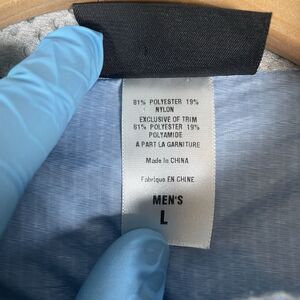 81% POLYESTER 19%
NYLON
EXCLUSIVE OF TRIM
81% POLYESTER 19%
POLYAMIDE
A PART LA GARNITURE
Made in CHINA
Fabrique EN CHINE
MEN'S
L